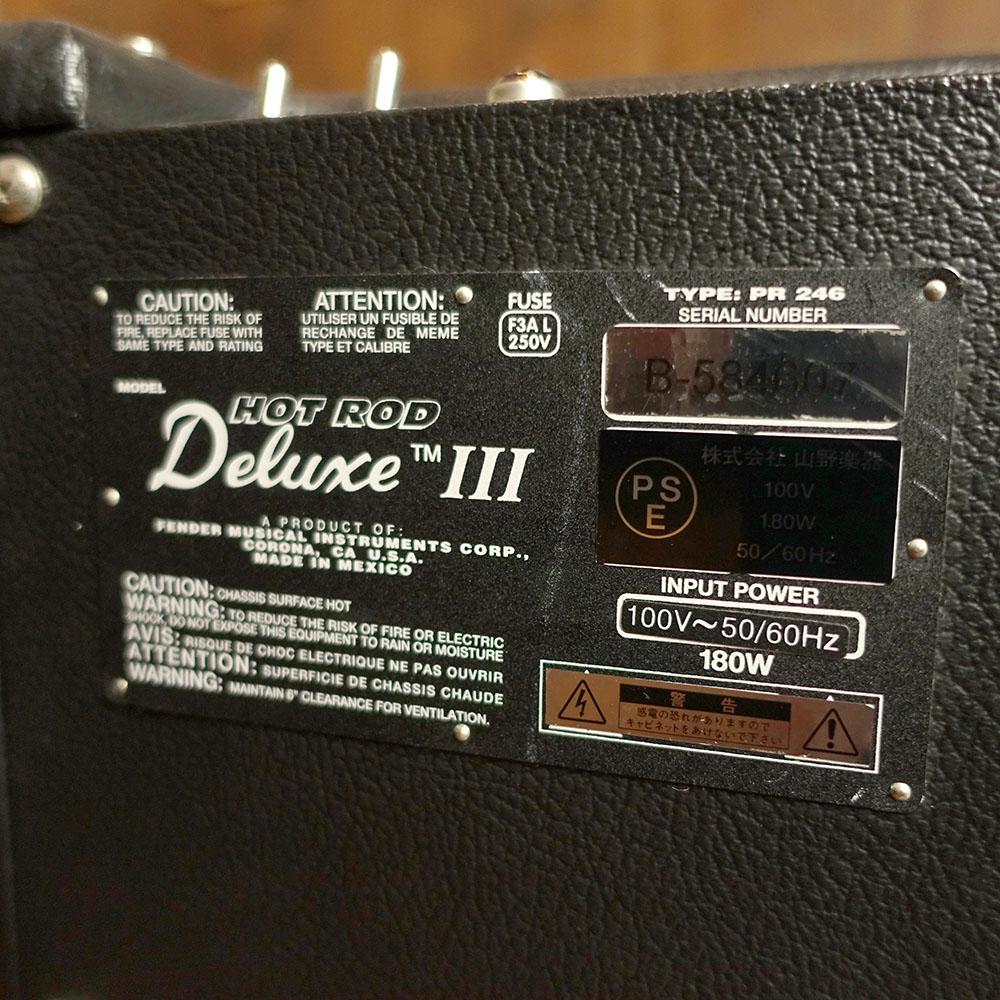 CAUTION:
TO REDUCE THE RISK OF
FIRE, REPLACE FUSE WITH
SAME TYPE AND RATING
ATTENTION:
UTILISER UN FUSIBLE DE
RECHANGE DE MEME
TYPE ET CALIBRE
FUSE
F3A L
250V
TYPE: PR 246
SERIAL NUMBER
B-584607
MODEL
HOT ROD
Deluxe™ III
A PRODUCT OF:
FENDER MUSICAL INSTRUMENTS CORP.,
CORONA, CA U.S.A.
MADE IN MEXICO
PSE
株式会社 山野楽器
100V
180W
50/60Hz
INPUT POWER
100V~50/60Hz
180W
CAUTION: CHASSIS SURFACE HOT
WARNING: TO REDUCE THE RISK OF FIRE OR ELECTRIC
SHOCK, DO NOT EXPOSE THIS EQUIPMENT TO RAIN OR MOISTURE
AVIS: RISQUE DE CHOC ELECTRIQUE NE PAS OUVRIR
ATTENTION: SUPERFICIE DE CHASSIS CHAUDE
WARNING: MAINTAIN 6" CLEARANCE FOR VENTILATION.
警告
感電の恐れがありますので
キャビネットをあけないで下さい